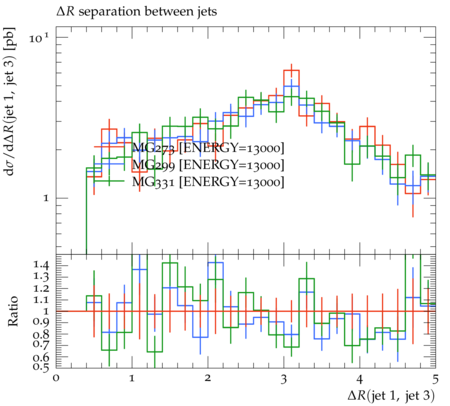 ΔR separation between jets
dσ/dΔR(jet 1, jet 3) [pb]
10¹
MG273 [ENERGY=13000]
MG299 [ENERGY=13000]
MG331 [ENERGY=13000]
1
Ratio
1.4
1.3
1.2
1.1
1
0.9
0.8
0.7
0.6
0.5
0 1 2 3 4 5
ΔR(jet 1, jet 3)